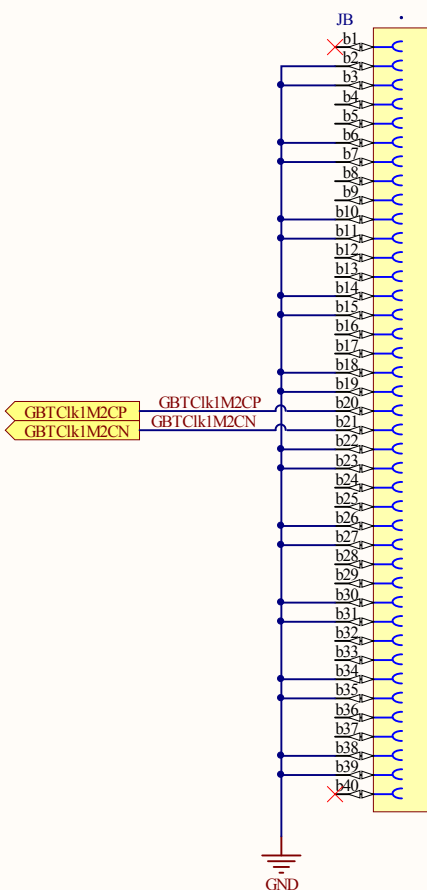 JB
b1
b2
b3
b4
b5
b6
b7
b8
b9
b10
b11
b12
b13
b14
b15
b16
b17
b18
b19
GBTClk1M2CP GBTClk1M2CP b20
GBTClk1M2CN GBTClk1M2CN b21
b22
b23
b24
b25
b26
b27
b28
b29
b30
b31
b32
b33
b34
b35
b36
b37
b38
b39
b40
GND